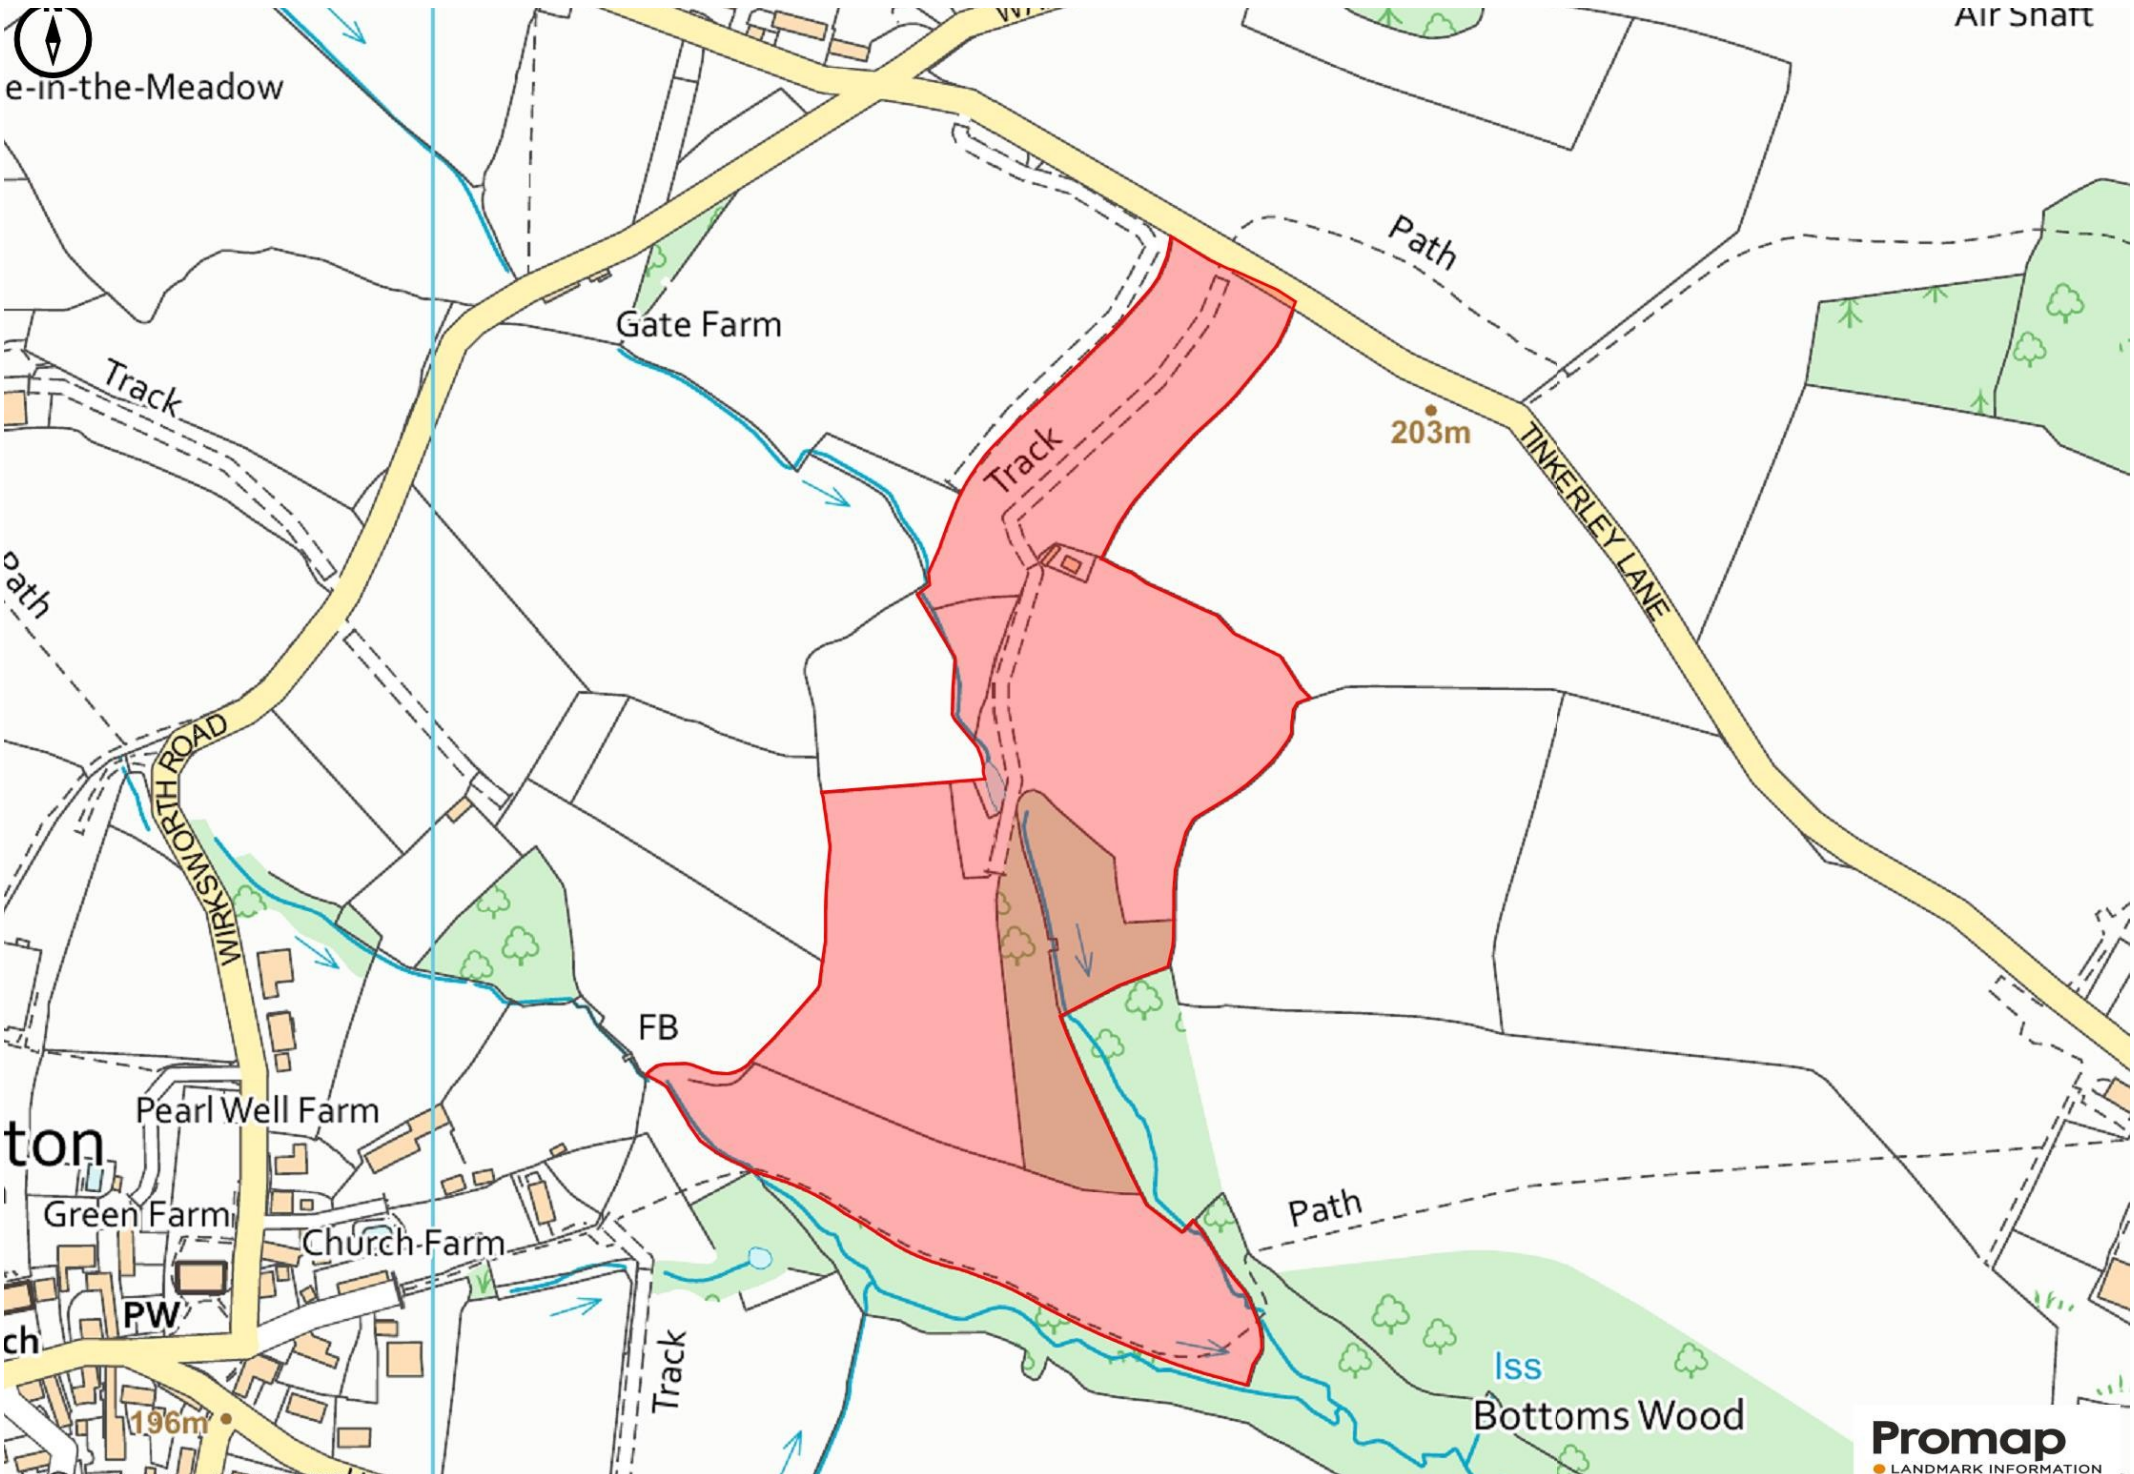 Air Shaft
e-in-the-Meadow
Path
Gate Farm
Track
Track
203m
TINKERLEY LANE
Path
WIRKSWORTH ROAD
FB
Pearl Well Farm
ton
Green Farm
Path
Church Farm
PW
ch
Track
Iss
Bottoms Wood
196m
Promap
LANDMARK INFORMATION